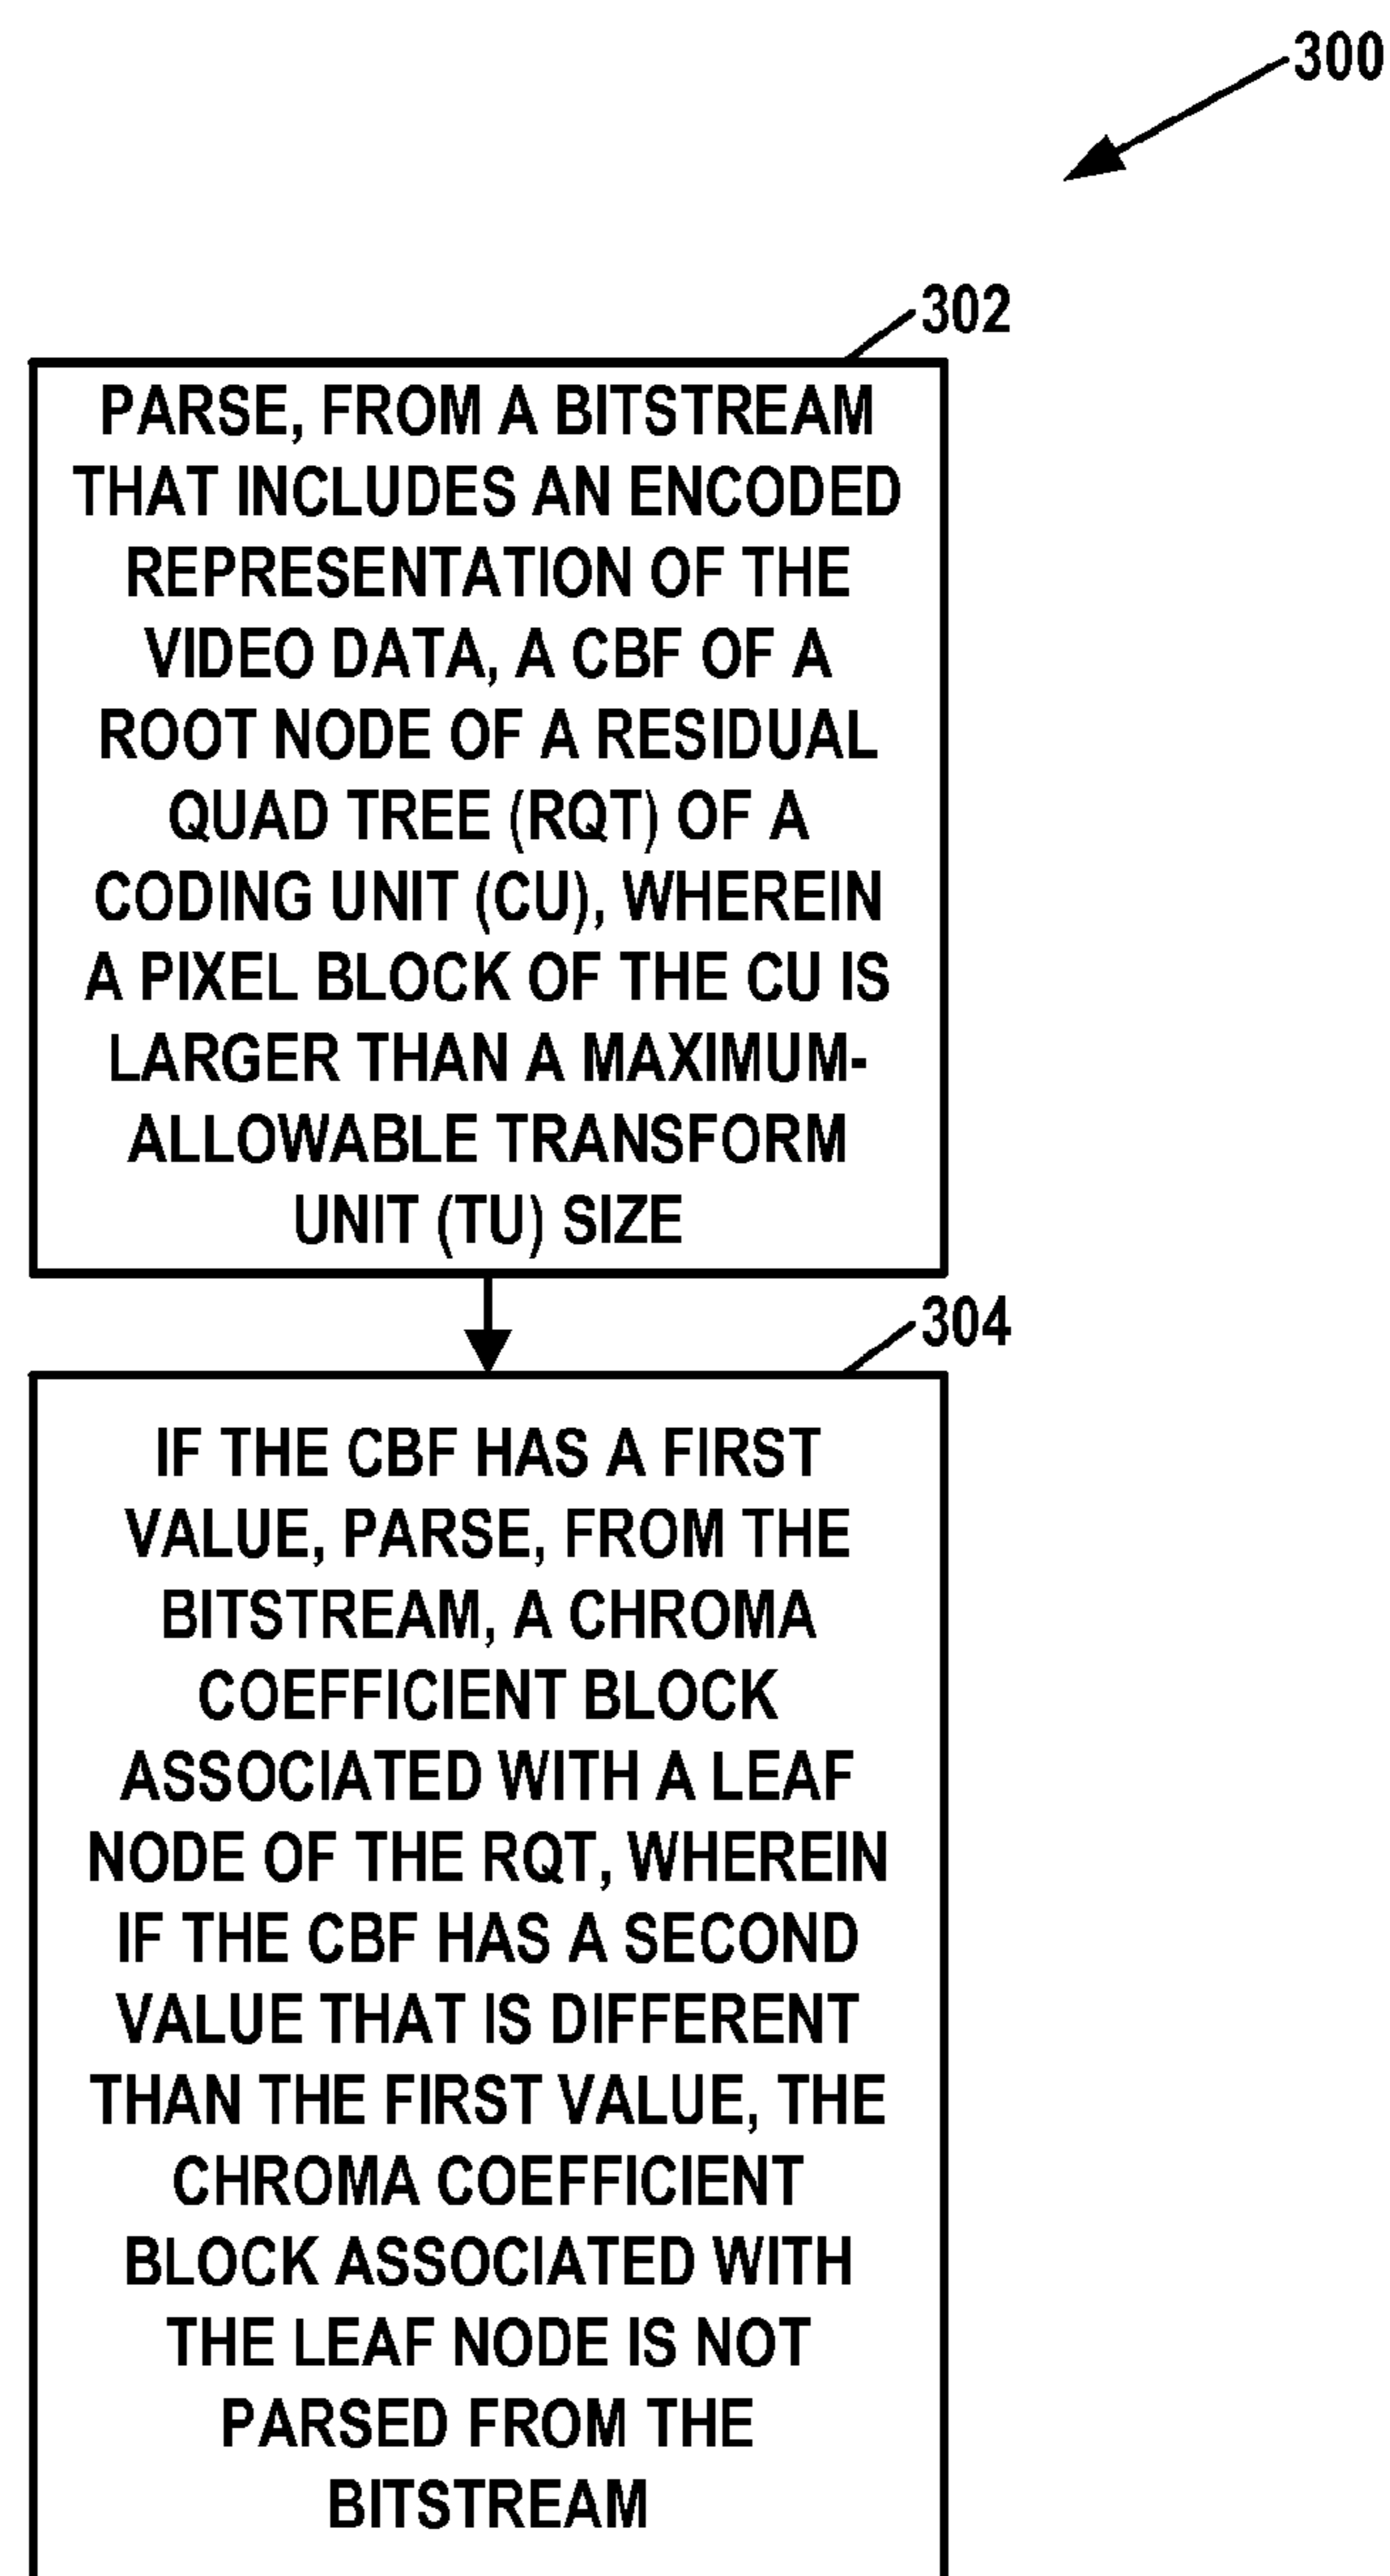 300
302
PARSE, FROM A BITSTREAM
THAT INCLUDES AN ENCODED
REPRESENTATION OF THE
VIDEO DATA, A CBF OF A
ROOT NODE OF A RESIDUAL
QUAD TREE (RQT) OF A
CODING UNIT (CU), WHEREIN
A PIXEL BLOCK OF THE CU IS
LARGER THAN A MAXIMUM-
ALLOWABLE TRANSFORM
UNIT (TU) SIZE
304
IF THE CBF HAS A FIRST
VALUE, PARSE, FROM THE
BITSTREAM, A CHROMA
COEFFICIENT BLOCK
ASSOCIATED WITH A LEAF
NODE OF THE RQT, WHEREIN
IF THE CBF HAS A SECOND
VALUE THAT IS DIFFERENT
THAN THE FIRST VALUE, THE
CHROMA COEFFICIENT
BLOCK ASSOCIATED WITH
THE LEAF NODE IS NOT
PARSED FROM THE
BITSTREAM